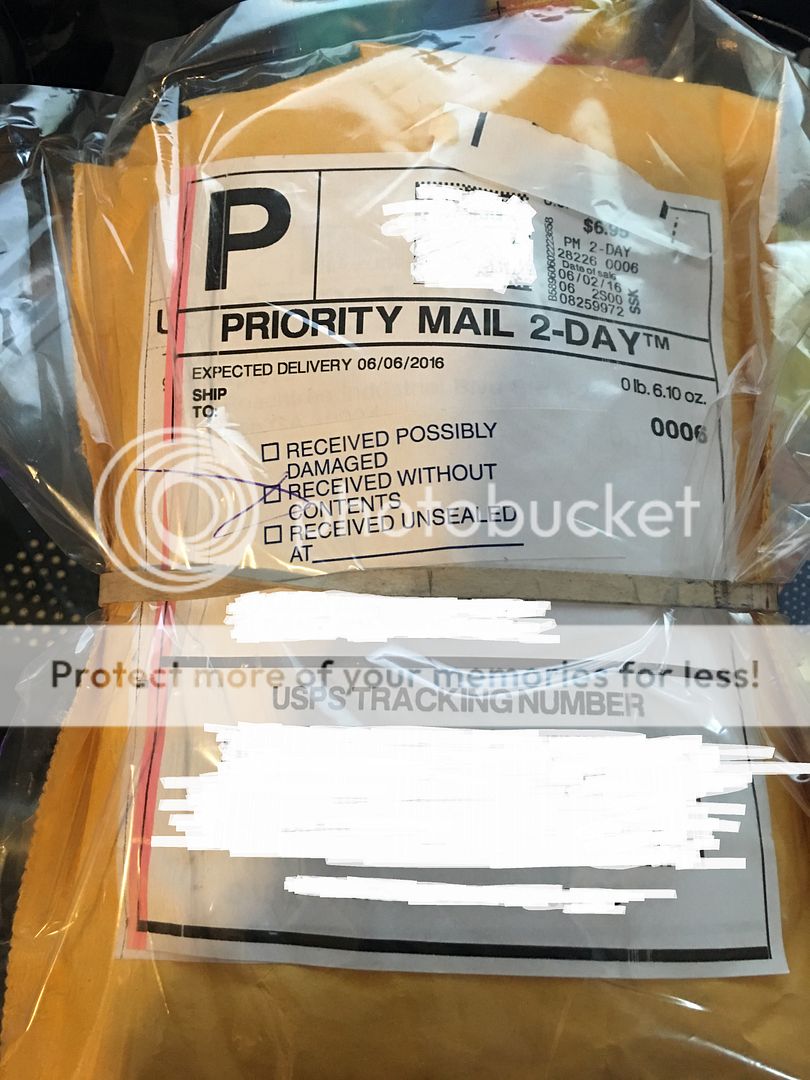 P
$6.95
PM 2-DAY
28226 0006
Date of sale
06/02/16
06 2S00
08259972
SSK
PRIORITY MAIL 2-DAY™
EXPECTED DELIVERY 06/06/2016
SHIP
TO:
0 lb. 6.10 oz.
0006
☐ RECEIVED POSSIBLY
DAMAGED
☐ RECEIVED WITHOUT
CONTENTS
☐ RECEIVED UNSEALED
AT
photobucket
Protect more of your memories for less!
USPS TRACKING NUMBER